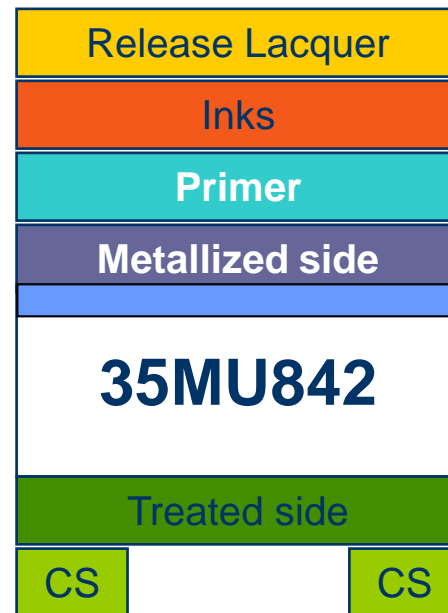 Release Lacquer
Inks
Primer
Metallized side
35MU842
Treated side
CS CS